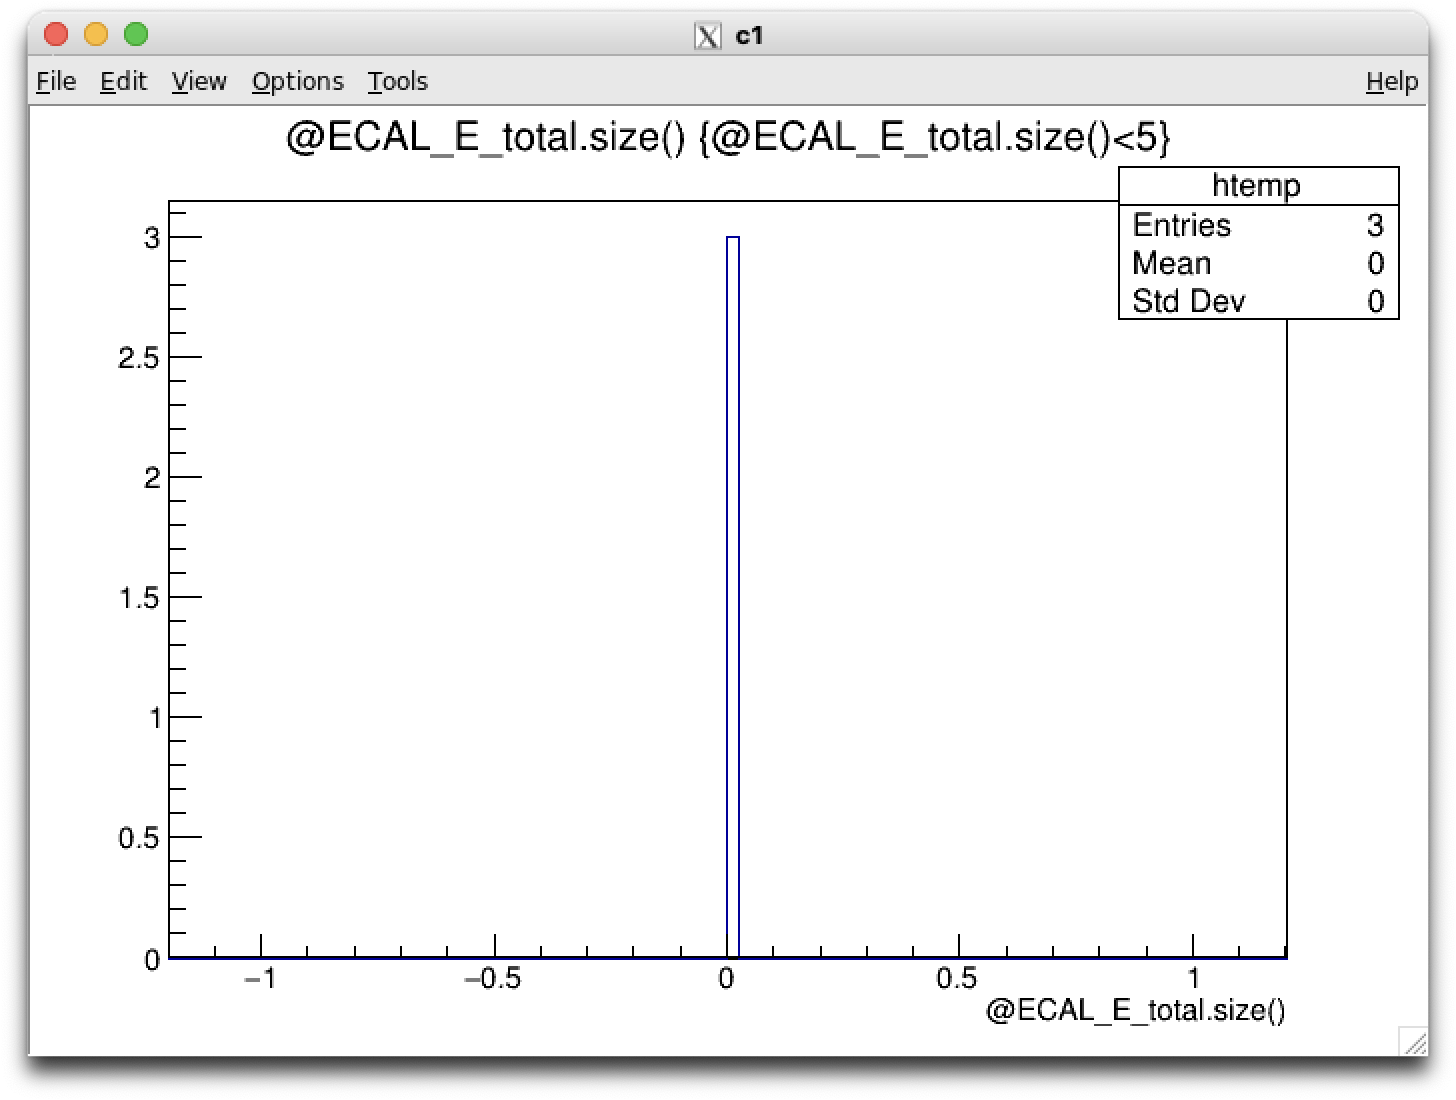 c1
File Edit View Options Tools Help
@ECAL_E_total.size() {@ECAL_E_total.size()<5}
htemp
Entries 3
Mean 0
Std Dev 0
3
2.5
2
1.5
1
0.5
0
−1 −0.5 0 0.5 1
@ECAL_E_total.size()